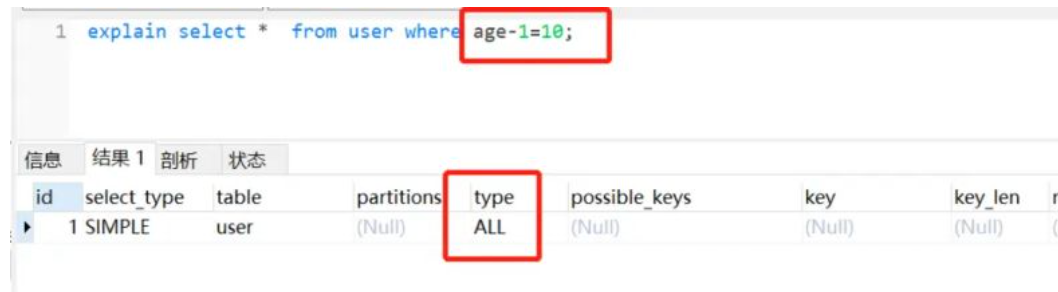 1 explain select * from user where age-1=10;
信息 结果 1 剖析 状态
id select_type table partitions type possible_keys key key_len
1 SIMPLE user (Null) ALL (Null) (Null) (Null)